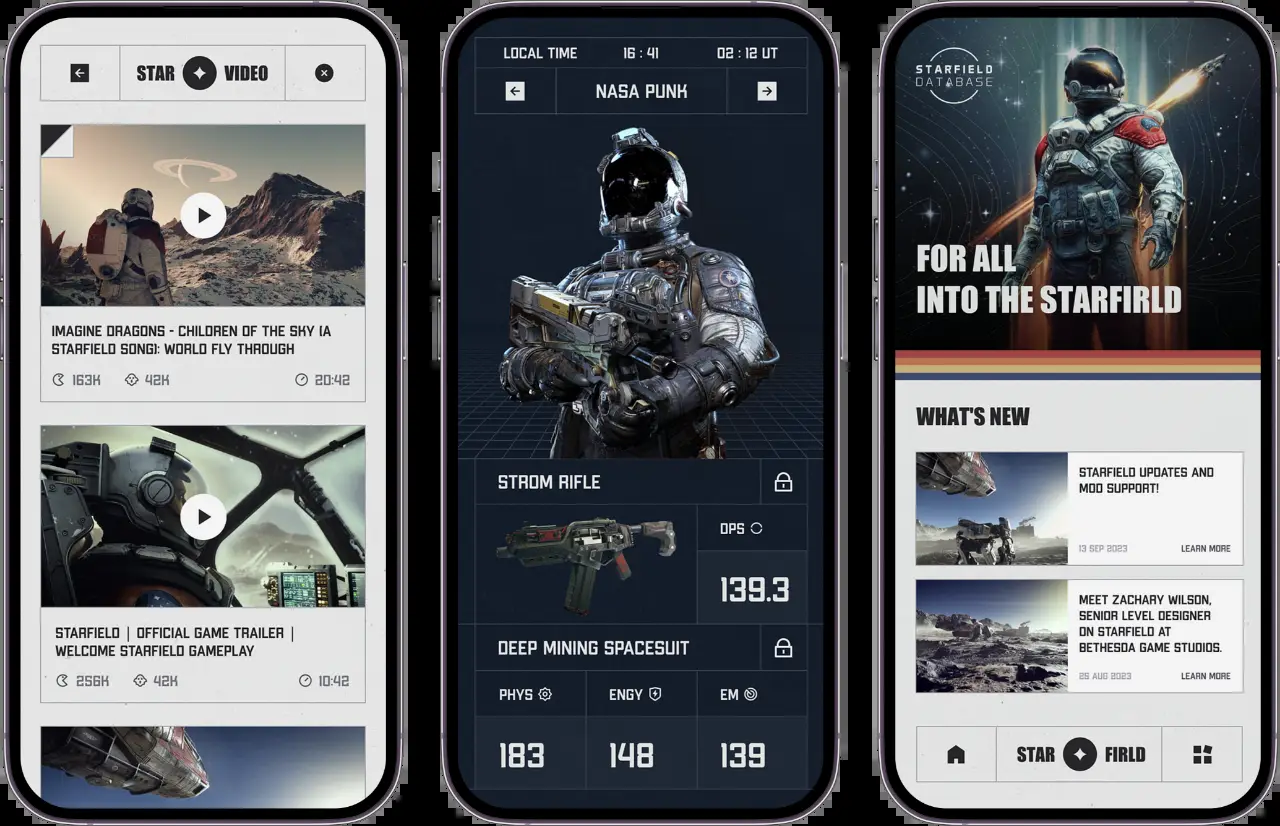 STAR VIDEO
IMAGINE DRAGONS - CHILDREN OF THE SKY (A
STARFIELD SONG): WORLD FLY THROUGH
163K 42K 20:42
STARFIELD | OFFICIAL GAME TRAILER |
WELCOME STARFIELD GAMEPLAY
256K 42K 10:42
LOCAL TIME 16 : 41 02 : 12 UT
NASA PUNK
STROM RIFLE
DPS
139.3
DEEP MINING SPACESUIT
PHYS ENGY EM
183 148 139
STARFIELD
DATABASE
FOR ALL
INTO THE STARFIRLD
WHAT'S NEW
STARFIELD UPDATES AND
MOD SUPPORT!
13 SEP 2023 LEARN MORE
MEET ZACHARY WILSON,
SENIOR LEVEL DESIGNER
ON STARFIELD AT
BETHESDA GAME STUDIOS.
25 AUG 2023 LEARN MORE
STAR FIRLD